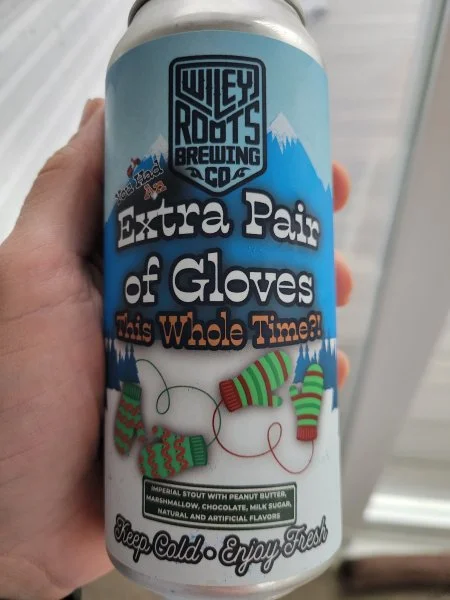 WILEY
ROOTS
BREWING
CO
You Had
An
Extra Pair
of Gloves
This Whole Time?!
IMPERIAL STOUT WITH PEANUT BUTTER,
MARSHMALLOW, CHOCOLATE, MILK SUGAR,
NATURAL AND ARTIFICIAL FLAVORS
Keep Cold • Enjoy Fresh